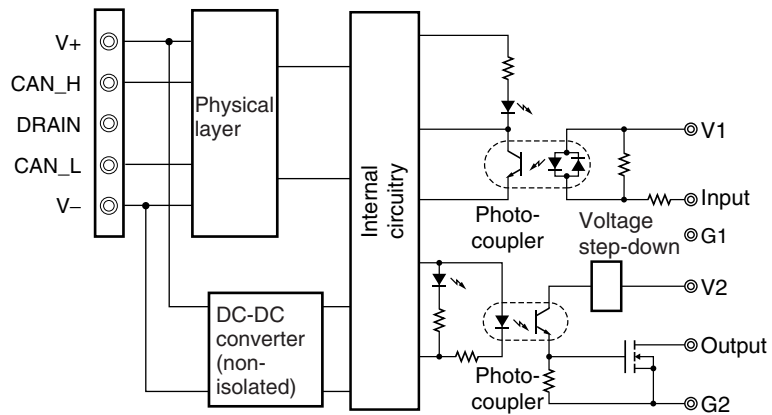 V+
CAN_H
DRAIN
CAN_L
V–
Physical
layer
DC-DC
converter
(non-
isolated)
Internal
circuitry
Photo-
coupler
Voltage
step-down
Photo-
coupler
V1
Input
G1
V2
Output
G2